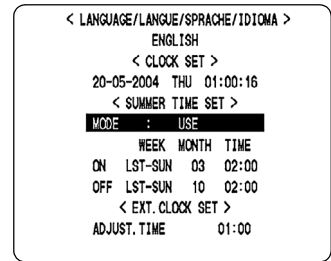 < LANGUAGE/LANGUE/SPRACHE/IDIOMA >
ENGLISH
< CLOCK SET >
20-05-2004 THU 01:00:16
< SUMMER TIME SET >
MODE : USE
WEEK MONTH TIME
ON LST-SUN 03 02:00
OFF LST-SUN 10 02:00
< EXT.CLOCK SET >
ADJUST.TIME 01:00